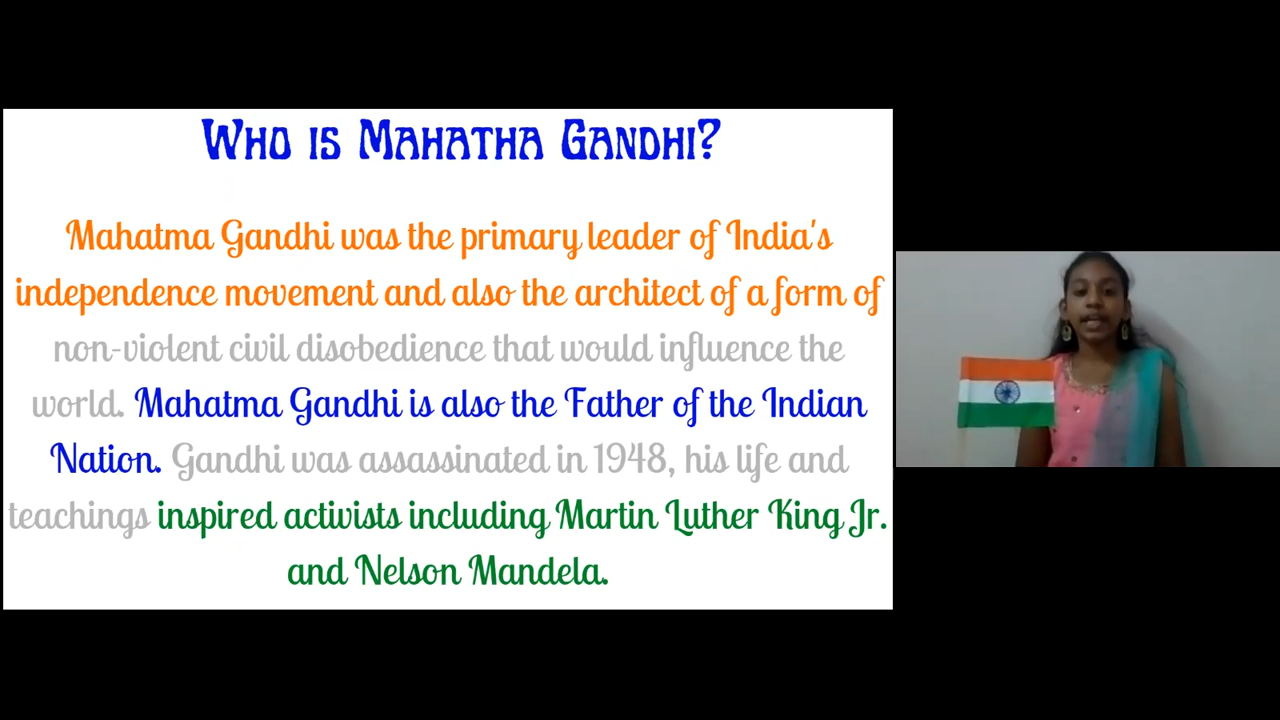 WHO IS MAHATHA GANDHI?
Mahatma Gandhi was the primary leader of India's
independence movement and also the architect of a form of
non-violent civil disobedience that would influence the
world. Mahatma Gandhi is also the Father of the Indian
Nation. Gandhi was assassinated in 1948, his life and
teachings inspired activists including Martin Luther King Jr.
and Nelson Mandela.